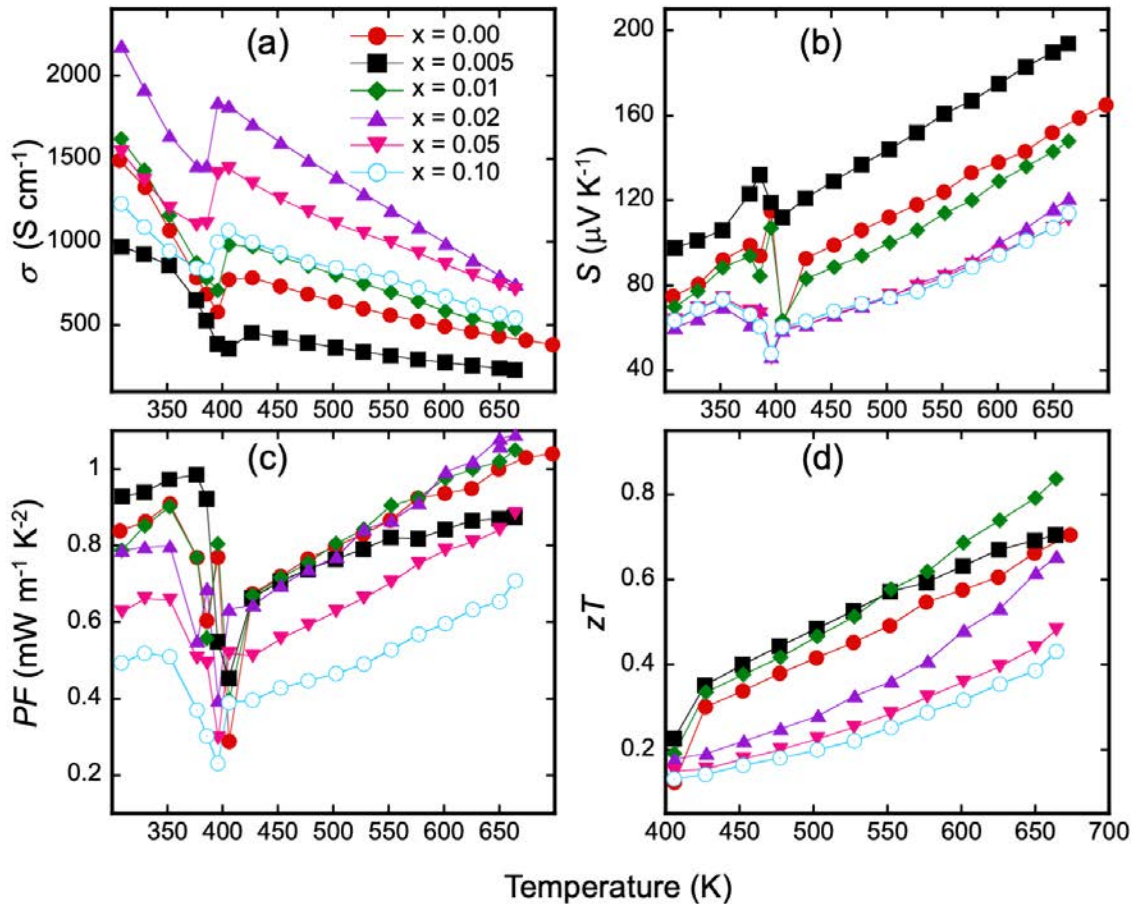 (a)
x = 0.00
x = 0.005
x = 0.01
x = 0.02
x = 0.05
x = 0.10
2000
1500
1000
500
σ (S cm⁻¹)
350 400 450 500 550 600 650
(b)
200
160
120
80
40
S (μV K⁻¹)
350 400 450 500 550 600 650
(c)
1
0.8
0.6
0.4
0.2
PF (mW m⁻¹ K⁻²)
350 400 450 500 550 600 650
(d)
0.8
0.6
0.4
0.2
zT
400 450 500 550 600 650 700
Temperature (K)